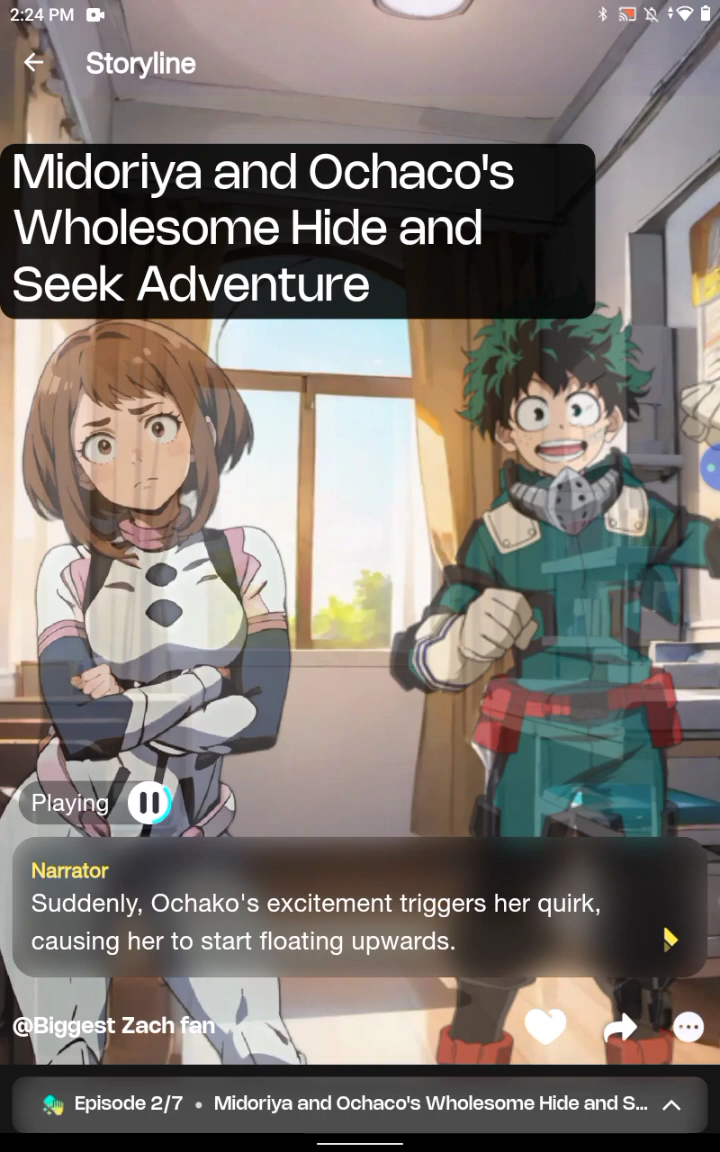 2:24 PM
Storyline
Midoriya and Ochaco's
Wholesome Hide and
Seek Adventure
Playing
Narrator
Suddenly, Ochako's excitement triggers her quirk,
causing her to start floating upwards.
@Biggest Zach fan
Episode 2/7 • Midoriya and Ochaco's Wholesome Hide and S...